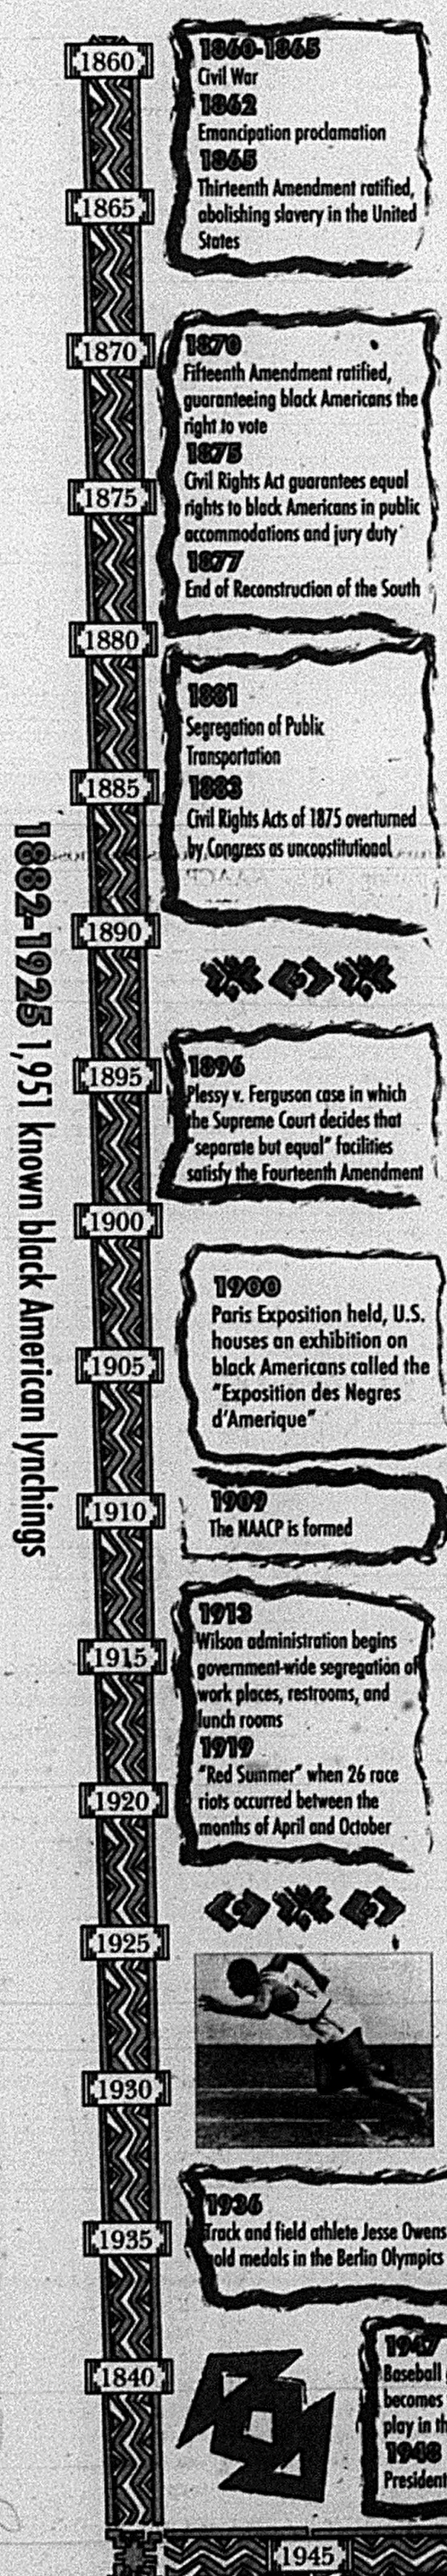 1860
1865
1870
1875
1880
1885
1890
1895
1900
1905
1910
1915
1920
1925
1930
1935
1840
1945
1882-1925 1,951 known black American lynchings
1860-1865
Civil War
1862
Emancipation proclamation
1865
Thirteenth Amendment ratified,
abolishing slavery in the United
States
1870
Fifteenth Amendment ratified,
guaranteeing black Americans the
right to vote
1875
Civil Rights Act guarantees equal
rights to black Americans in public
accommodations and jury duty
1877
End of Reconstruction of the South
1881
Segregation of Public
Transportation
1883
Civil Rights Acts of 1875 overturned
by Congress as unconstitutional
1896
Plessy v. Ferguson case in which
the Supreme Court decides that
"separate but equal" facilities
satisfy the Fourteenth Amendment
1900
Paris Exposition held, U.S.
houses an exhibition on
black Americans called the
"Exposition des Negres
d'Amerique"
1909
The NAACP is formed
1913
Wilson administration begins
government-wide segregation of
work places, restrooms, and
lunch rooms
1919
"Red Summer" when 26 race
riots occurred between the
months of April and October
1936
Track and field athlete Jesse Owens
gold medals in the Berlin Olympics
1947
Baseball
becomes
play in th
1948
President